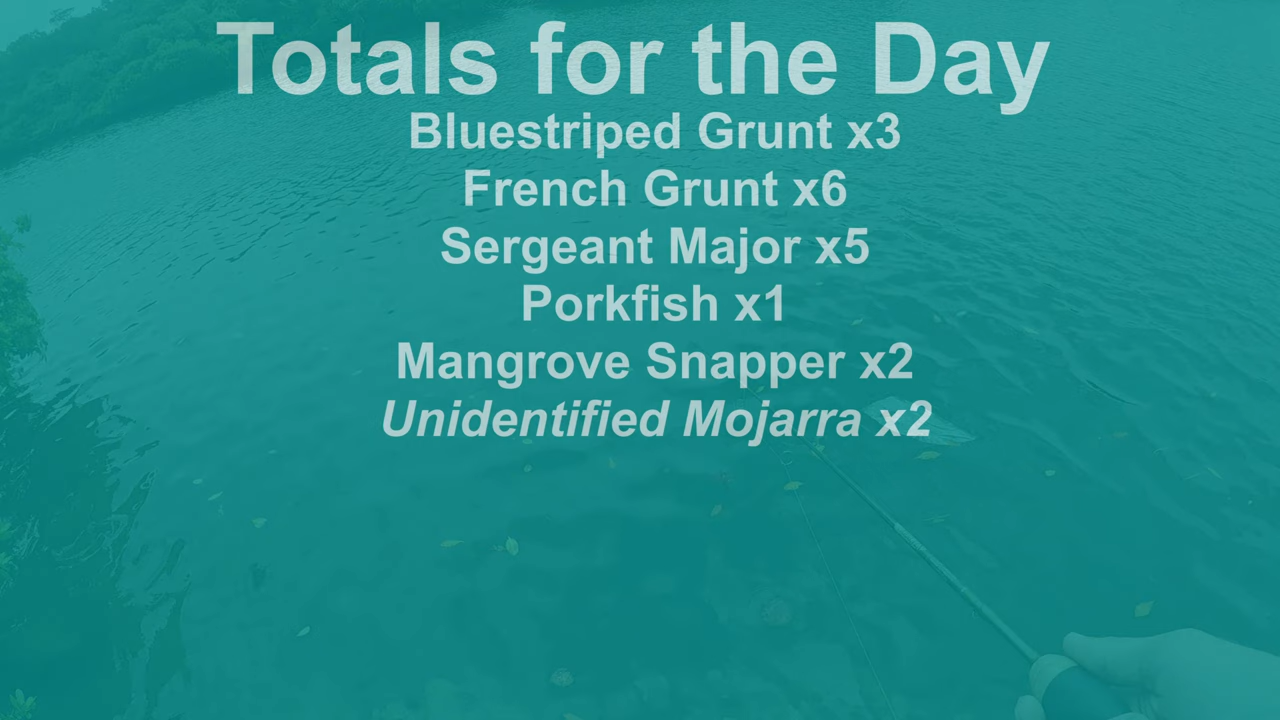 Totals for the Day
Bluestriped Grunt x3
French Grunt x6
Sergeant Major x5
Porkfish x1
Mangrove Snapper x2
Unidentified Mojarra x2